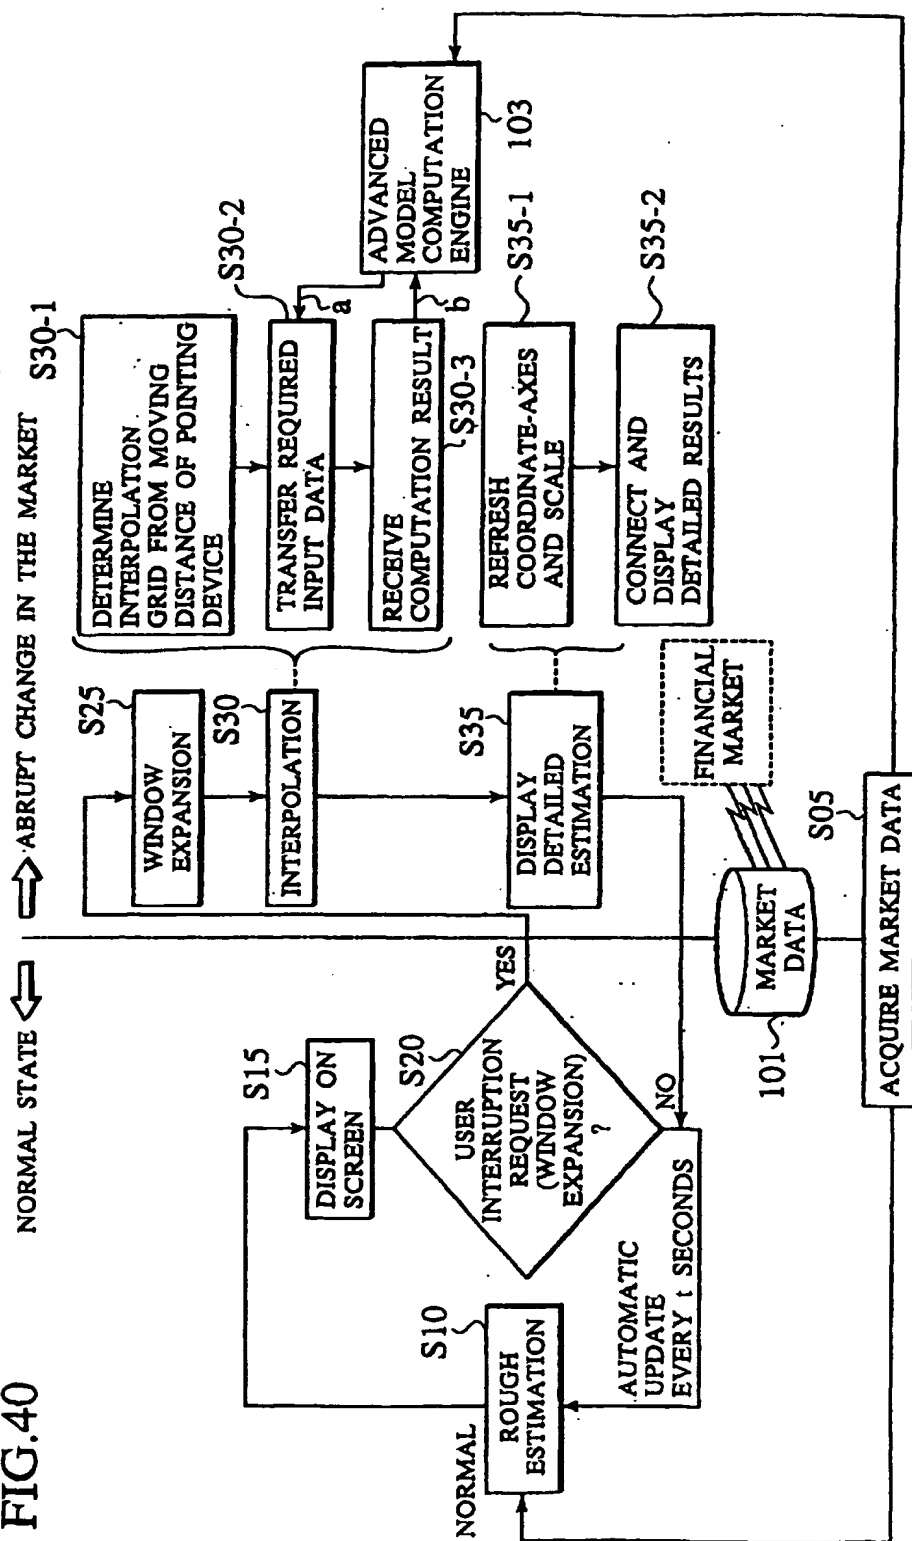 FIG.40
NORMAL STATE
ABRUPT CHANGE IN THE MARKET
NORMAL
S10
ROUGH
ESTIMATION
S15
DISPLAY ON
SCREEN
S20
USER
INTERRUPTION
REQUEST
(WINDOW
EXPANSION)
?
YES
NO
AUTOMATIC
UPDATE
EVERY t SECONDS
S25
WINDOW
EXPANSION
S30
INTERPOLATION
S35
DISPLAY
DETAILED
ESTIMATION
S30-1
DETERMINE
INTERPOLATION
GRID FROM MOVING
DISTANCE OF POINTING
DEVICE
S30-2
TRANSFER REQUIRED
INPUT DATA
a
RECEIVE
COMPUTATION RESULT
b
S30-3
ADVANCED
MODEL
COMPUTATION
ENGINE
103
S35-1
REFRESH
COORDINATE-AXES
AND SCALE
S35-2
CONNECT AND
DISPLAY
DETAILED RESULTS
FINANCIAL
MARKET
MARKET
DATA
101
S05
ACQUIRE MARKET DATA